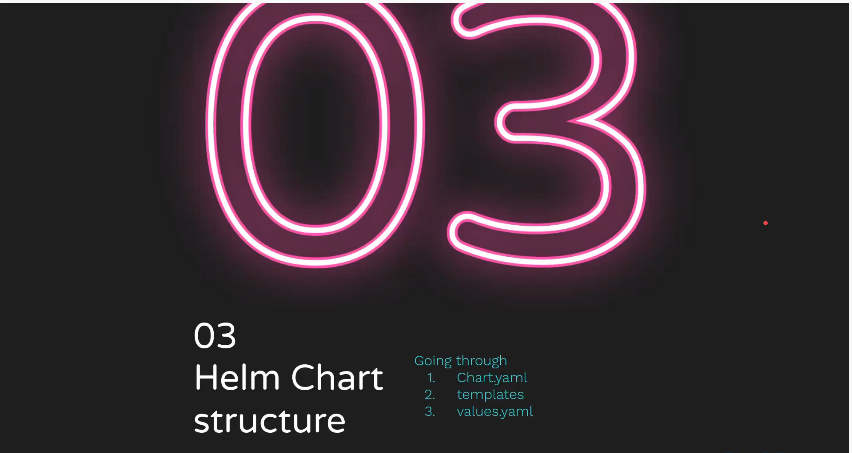 03
03
Helm Chart
structure
Going through
1. Chart.yaml
2. templates
3. values.yaml